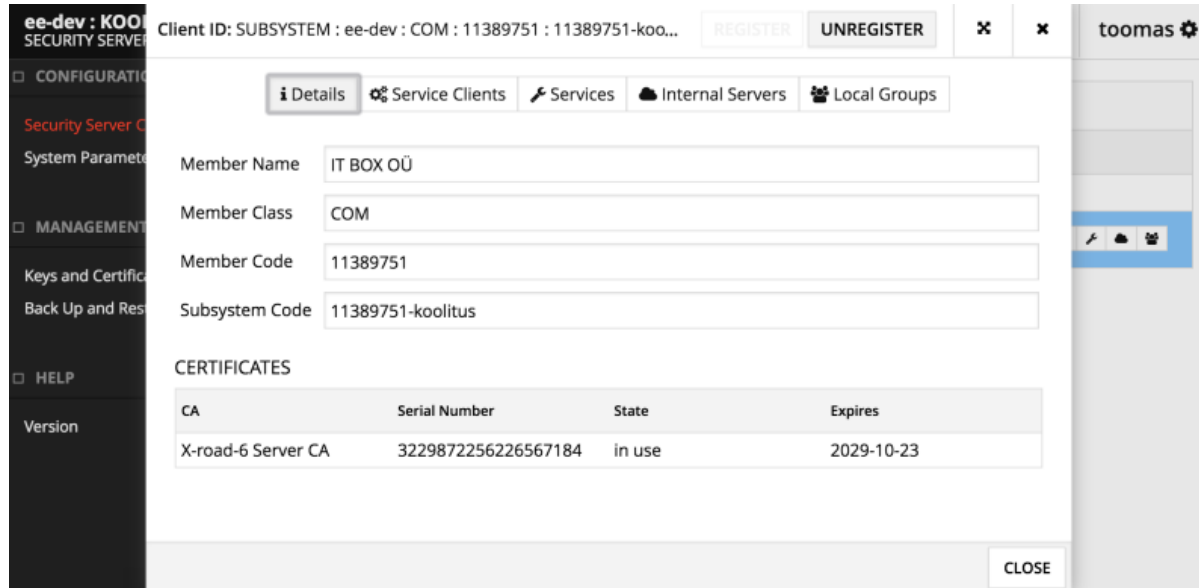 ee-dev : KOOI
SECURITY SERVER
Client ID: SUBSYSTEM : ee-dev : COM : 11389751 : 11389751-koo...
REGISTER
UNREGISTER
toomas
CONFIGURATIO
Security Server C
System Paramete
MANAGEMENT
Keys and Certifica
Back Up and Rest
HELP
Version
Details
Service Clients
Services
Internal Servers
Local Groups
Member Name IT BOX OÜ
Member Class COM
Member Code 11389751
Subsystem Code 11389751-koolitus
CERTIFICATES
CA Serial Number State Expires
X-road-6 Server CA 3229872256226567184 in use 2029-10-23
CLOSE